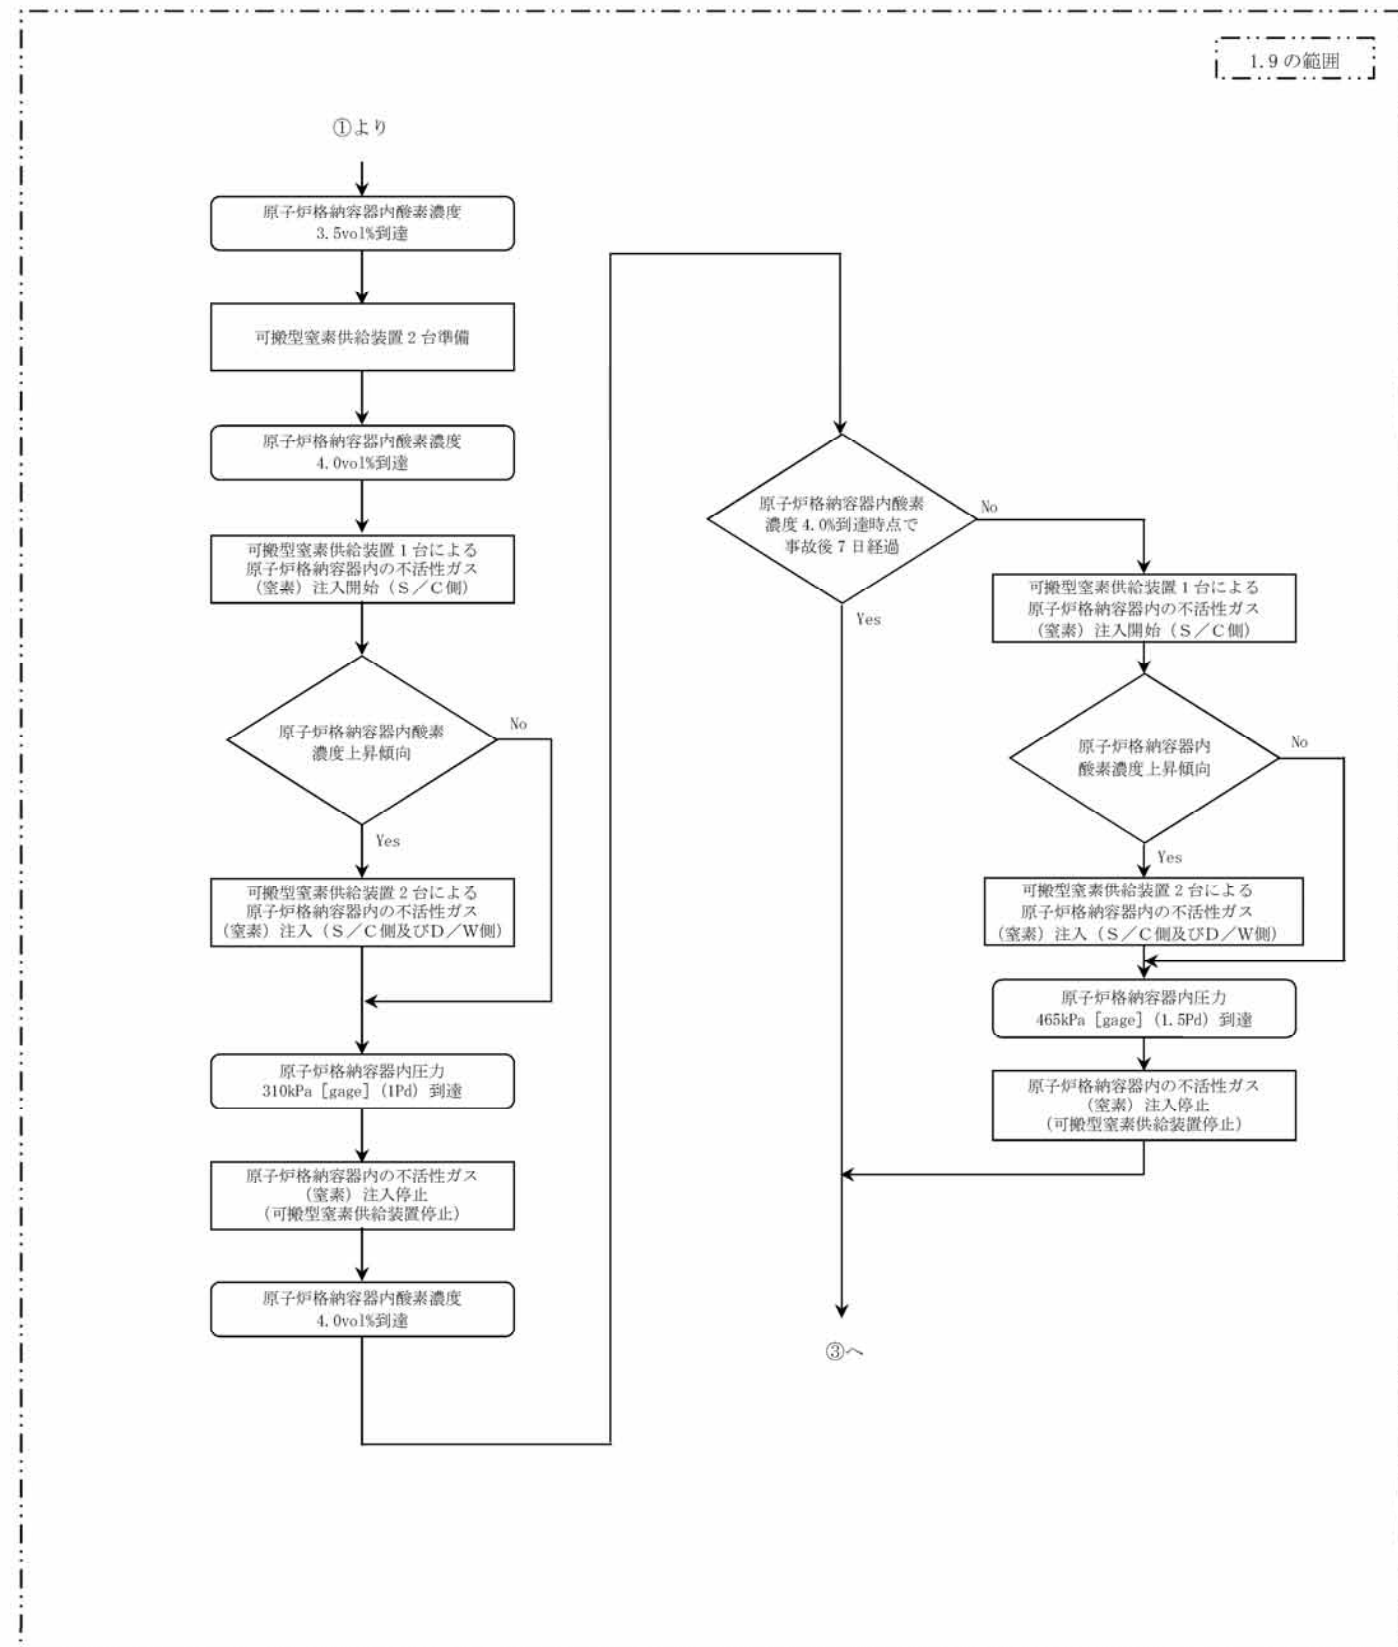 1.9の範囲
①より
原子炉格納容器内酸素濃度
3.5vol%到達
可搬型窒素供給装置2台準備
原子炉格納容器内酸素濃度
4.0vol%到達
可搬型窒素供給装置1台による
原子炉格納容器内の不活性ガス
(窒素)注入開始(S/C側)
原子炉格納容器内酸素
濃度上昇傾向
No
Yes
可搬型窒素供給装置2台による
原子炉格納容器内の不活性ガス
(窒素)注入(S/C側及びD/W側)
原子炉格納容器内圧力
310kPa[gage](1Pd)到達
原子炉格納容器内の不活性ガス
(窒素)注入停止
(可搬型窒素供給装置停止)
原子炉格納容器内酸素濃度
4.0vol%到達
原子炉格納容器内酸素
濃度4.0%到達時点で
事故後7日経過
No
Yes
可搬型窒素供給装置1台による
原子炉格納容器内の不活性ガス
(窒素)注入開始(S/C側)
原子炉格納容器内
酸素濃度上昇傾向
No
Yes
可搬型窒素供給装置2台による
原子炉格納容器内の不活性ガス
(窒素)注入(S/C側及びD/W側)
原子炉格納容器内圧力
465kPa[gage](1.5Pd)到達
原子炉格納容器内の不活性ガス
(窒素)注入停止
(可搬型窒素供給装置停止)
③へ